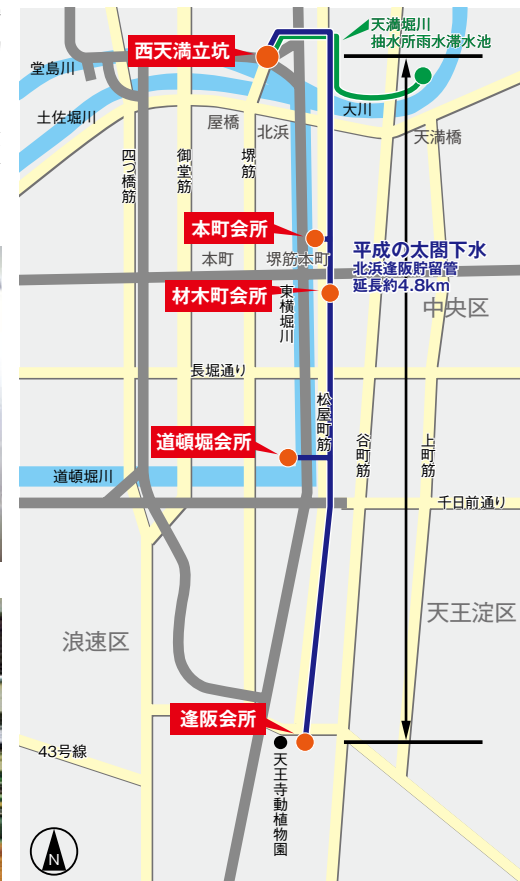 天満堀川
抽水所雨水滞水池
西天満立坑
堂島川
大川
土佐堀川
屋橋
北浜
天満橋
四つ橋筋
御堂筋
堺筋
本町会所
平成の太閤下水
北浜逢阪貯留管
延長約4.8km
本町
堺筋本町
材木町会所
東横堀川
中央区
長堀通り
松屋町筋
道頓堀会所
谷町筋
上町筋
道頓堀川
千日前通り
天王淀区
浪速区
逢阪会所
43号線
天王寺動植物園
N